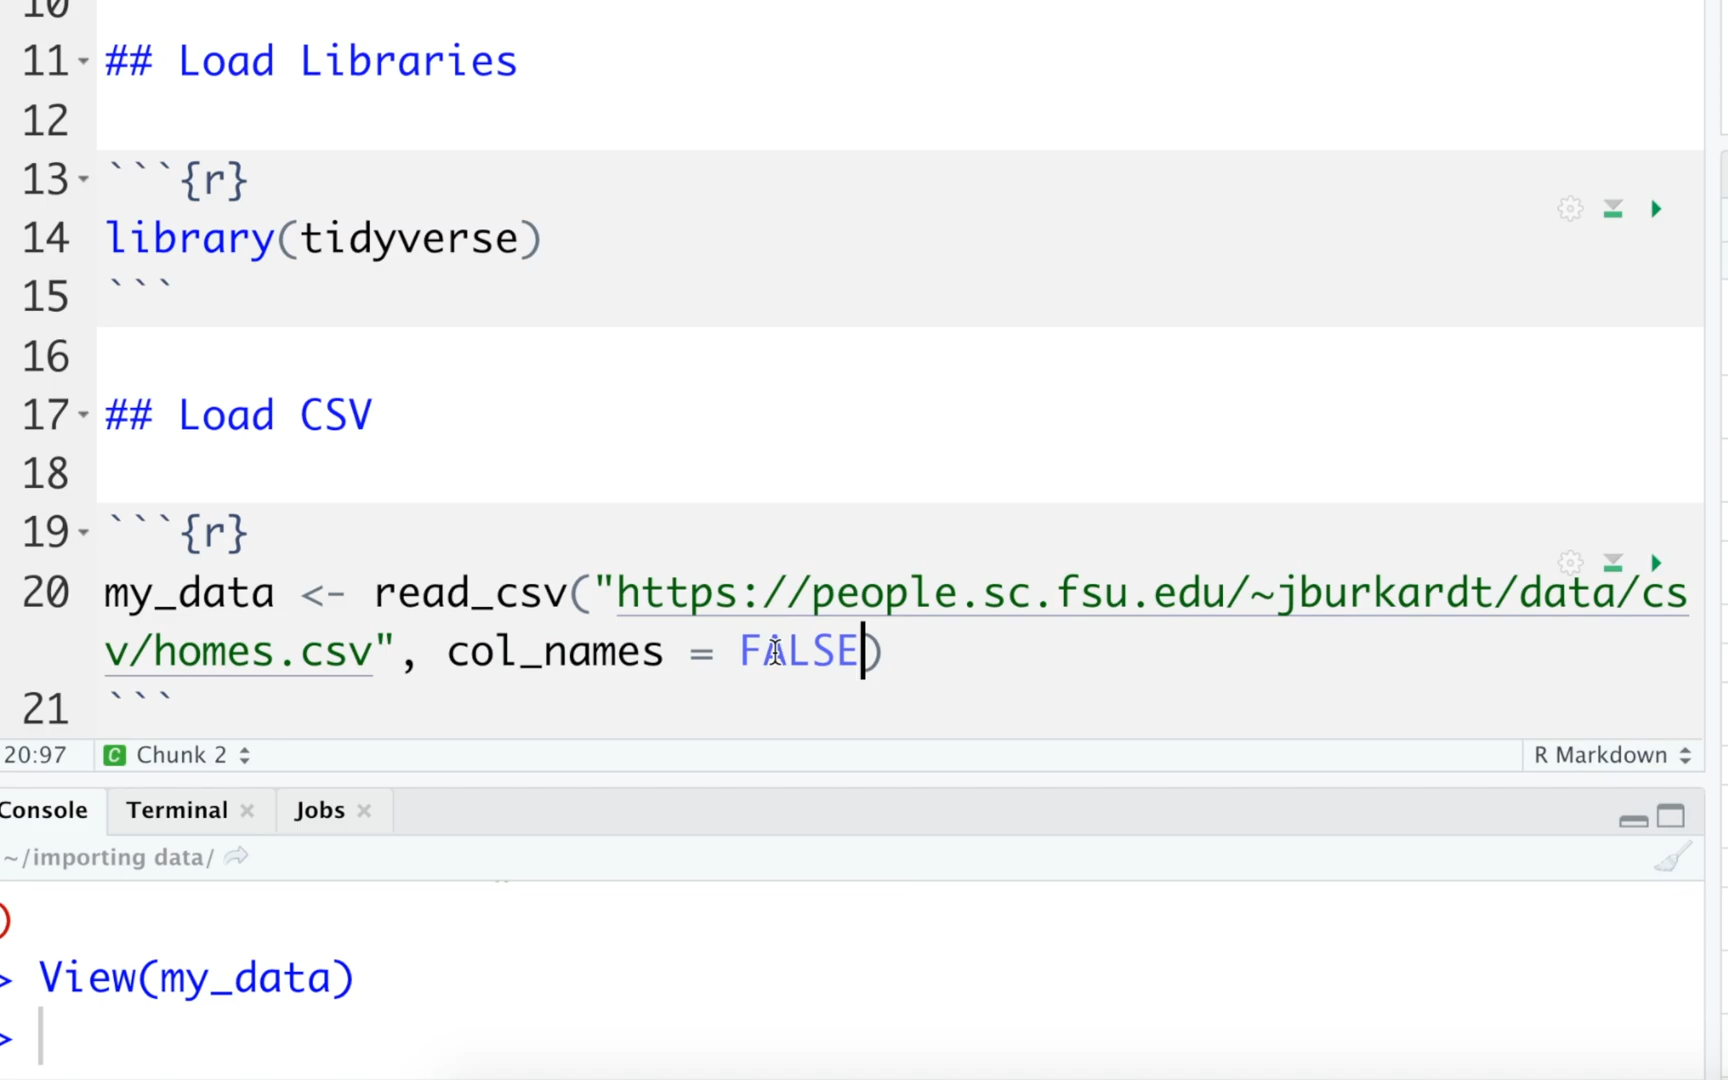 10
11 ## Load Libraries
12
13 ```{r}
14 library(tidyverse)
15 ```
16
17 ## Load CSV
18
19 ```{r}
20 my_data <- read_csv("https://people.sc.fsu.edu/~jburkardt/data/cs
v/homes.csv", col_names = FALSE)
21 ```
20:97 C Chunk 2 R Markdown
Console Terminal Jobs
~/importing data/
)
> View(my_data)
>